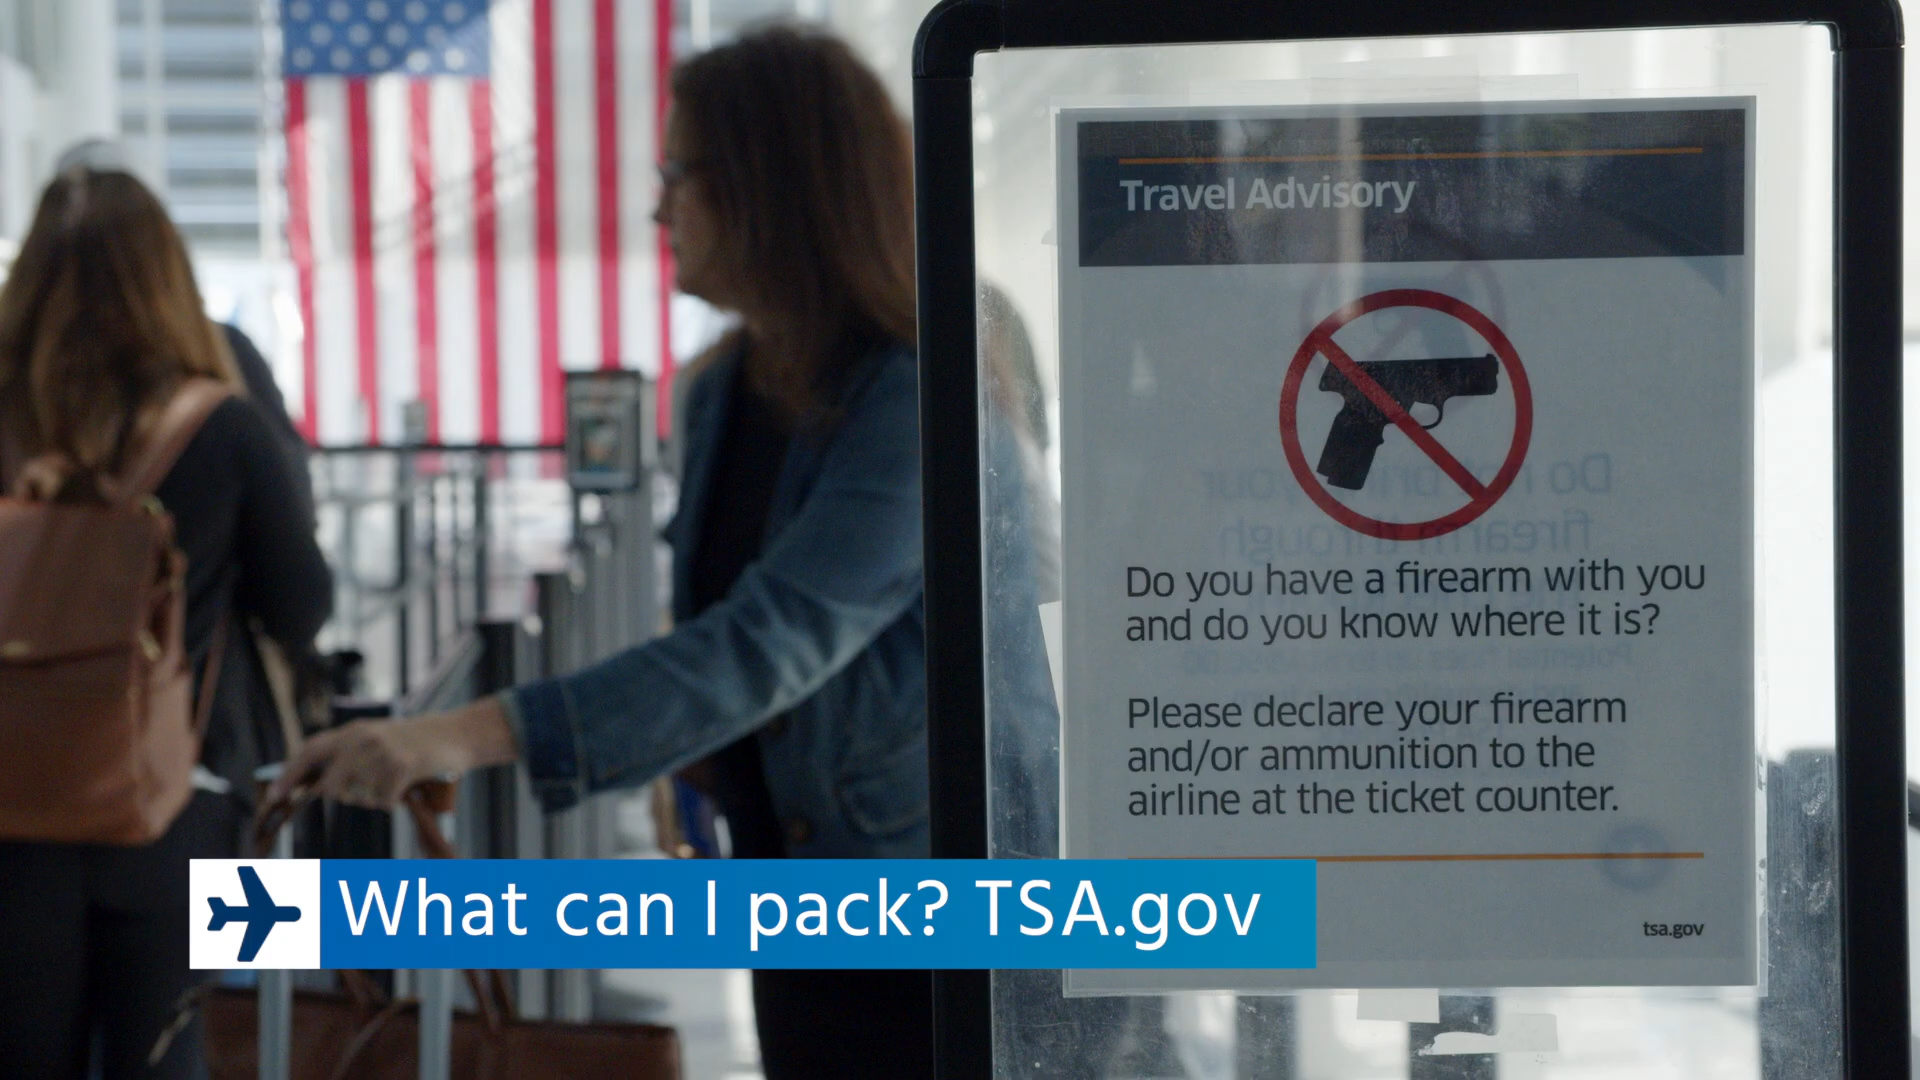 Travel Advisory
Do you have a firearm with you
and do you know where it is?
Please declare your firearm
and/or ammunition to the
airline at the ticket counter.
tsa.gov
What can I pack? TSA.gov